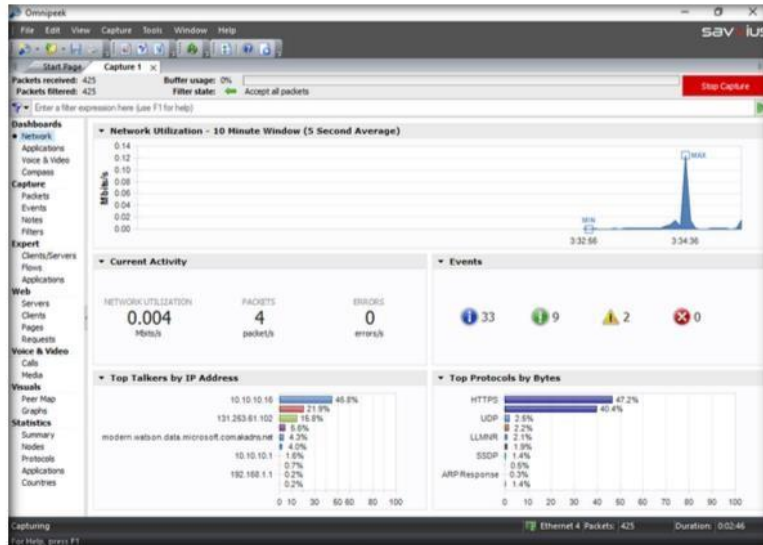 Omnipeek
File Edit View Capture Tools Window Help
savvius
Start Page Capture 1
Packets received: 425 Buffer usage: 0%
Packets filtered: 425 Filter state: Accept all packets
Stop Capture
Enter a filter expression here (use F1 for help)
Dashboards
Network
Applications
Voice & Video
Compass
Capture
Packets
Events
Notes
Filters
Expert
Clients/Servers
Flows
Applications
Web
Servers
Clients
Pages
Requests
Voice & Video
Calls
Media
Visuals
Peer Map
Graphs
Statistics
Summary
Nodes
Protocols
Applications
Countries
Network Utilization - 10 Minute Window (5 Second Average)
Mbits/s
0.14
0.12
0.10
0.08
0.06
0.04
0.02
0.00
MAX
MIN
3:32:56 3:34:36
Current Activity
NETWORK UTILIZATION PACKETS ERRORS
0.004 4 0
Mbits/s packet/s errors/s
Events
33 9 2 0
Top Talkers by IP Address
10.10.10.16 46.8%
21.9%
131.253.61.102 15.8%
5.6%
modern.watson.data.microsoft.com.akadns.net 4.3%
4.0%
10.10.10.1 1.6%
0.7%
192.168.1.1 0.2%
0.2%
0 10 30 50 60 80 100
Top Protocols by Bytes
HTTPS 47.2%
40.4%
UDP 2.6%
2.2%
LLMNR 2.1%
1.9%
SSDP 1.4%
0.6%
ARP Response 0.3%
1.4%
0 10 20 30 40 50 60 70 80 90 100
Capturing Ethernet 4 Packets: 425 Duration: 0:02:46
For Help, press F1